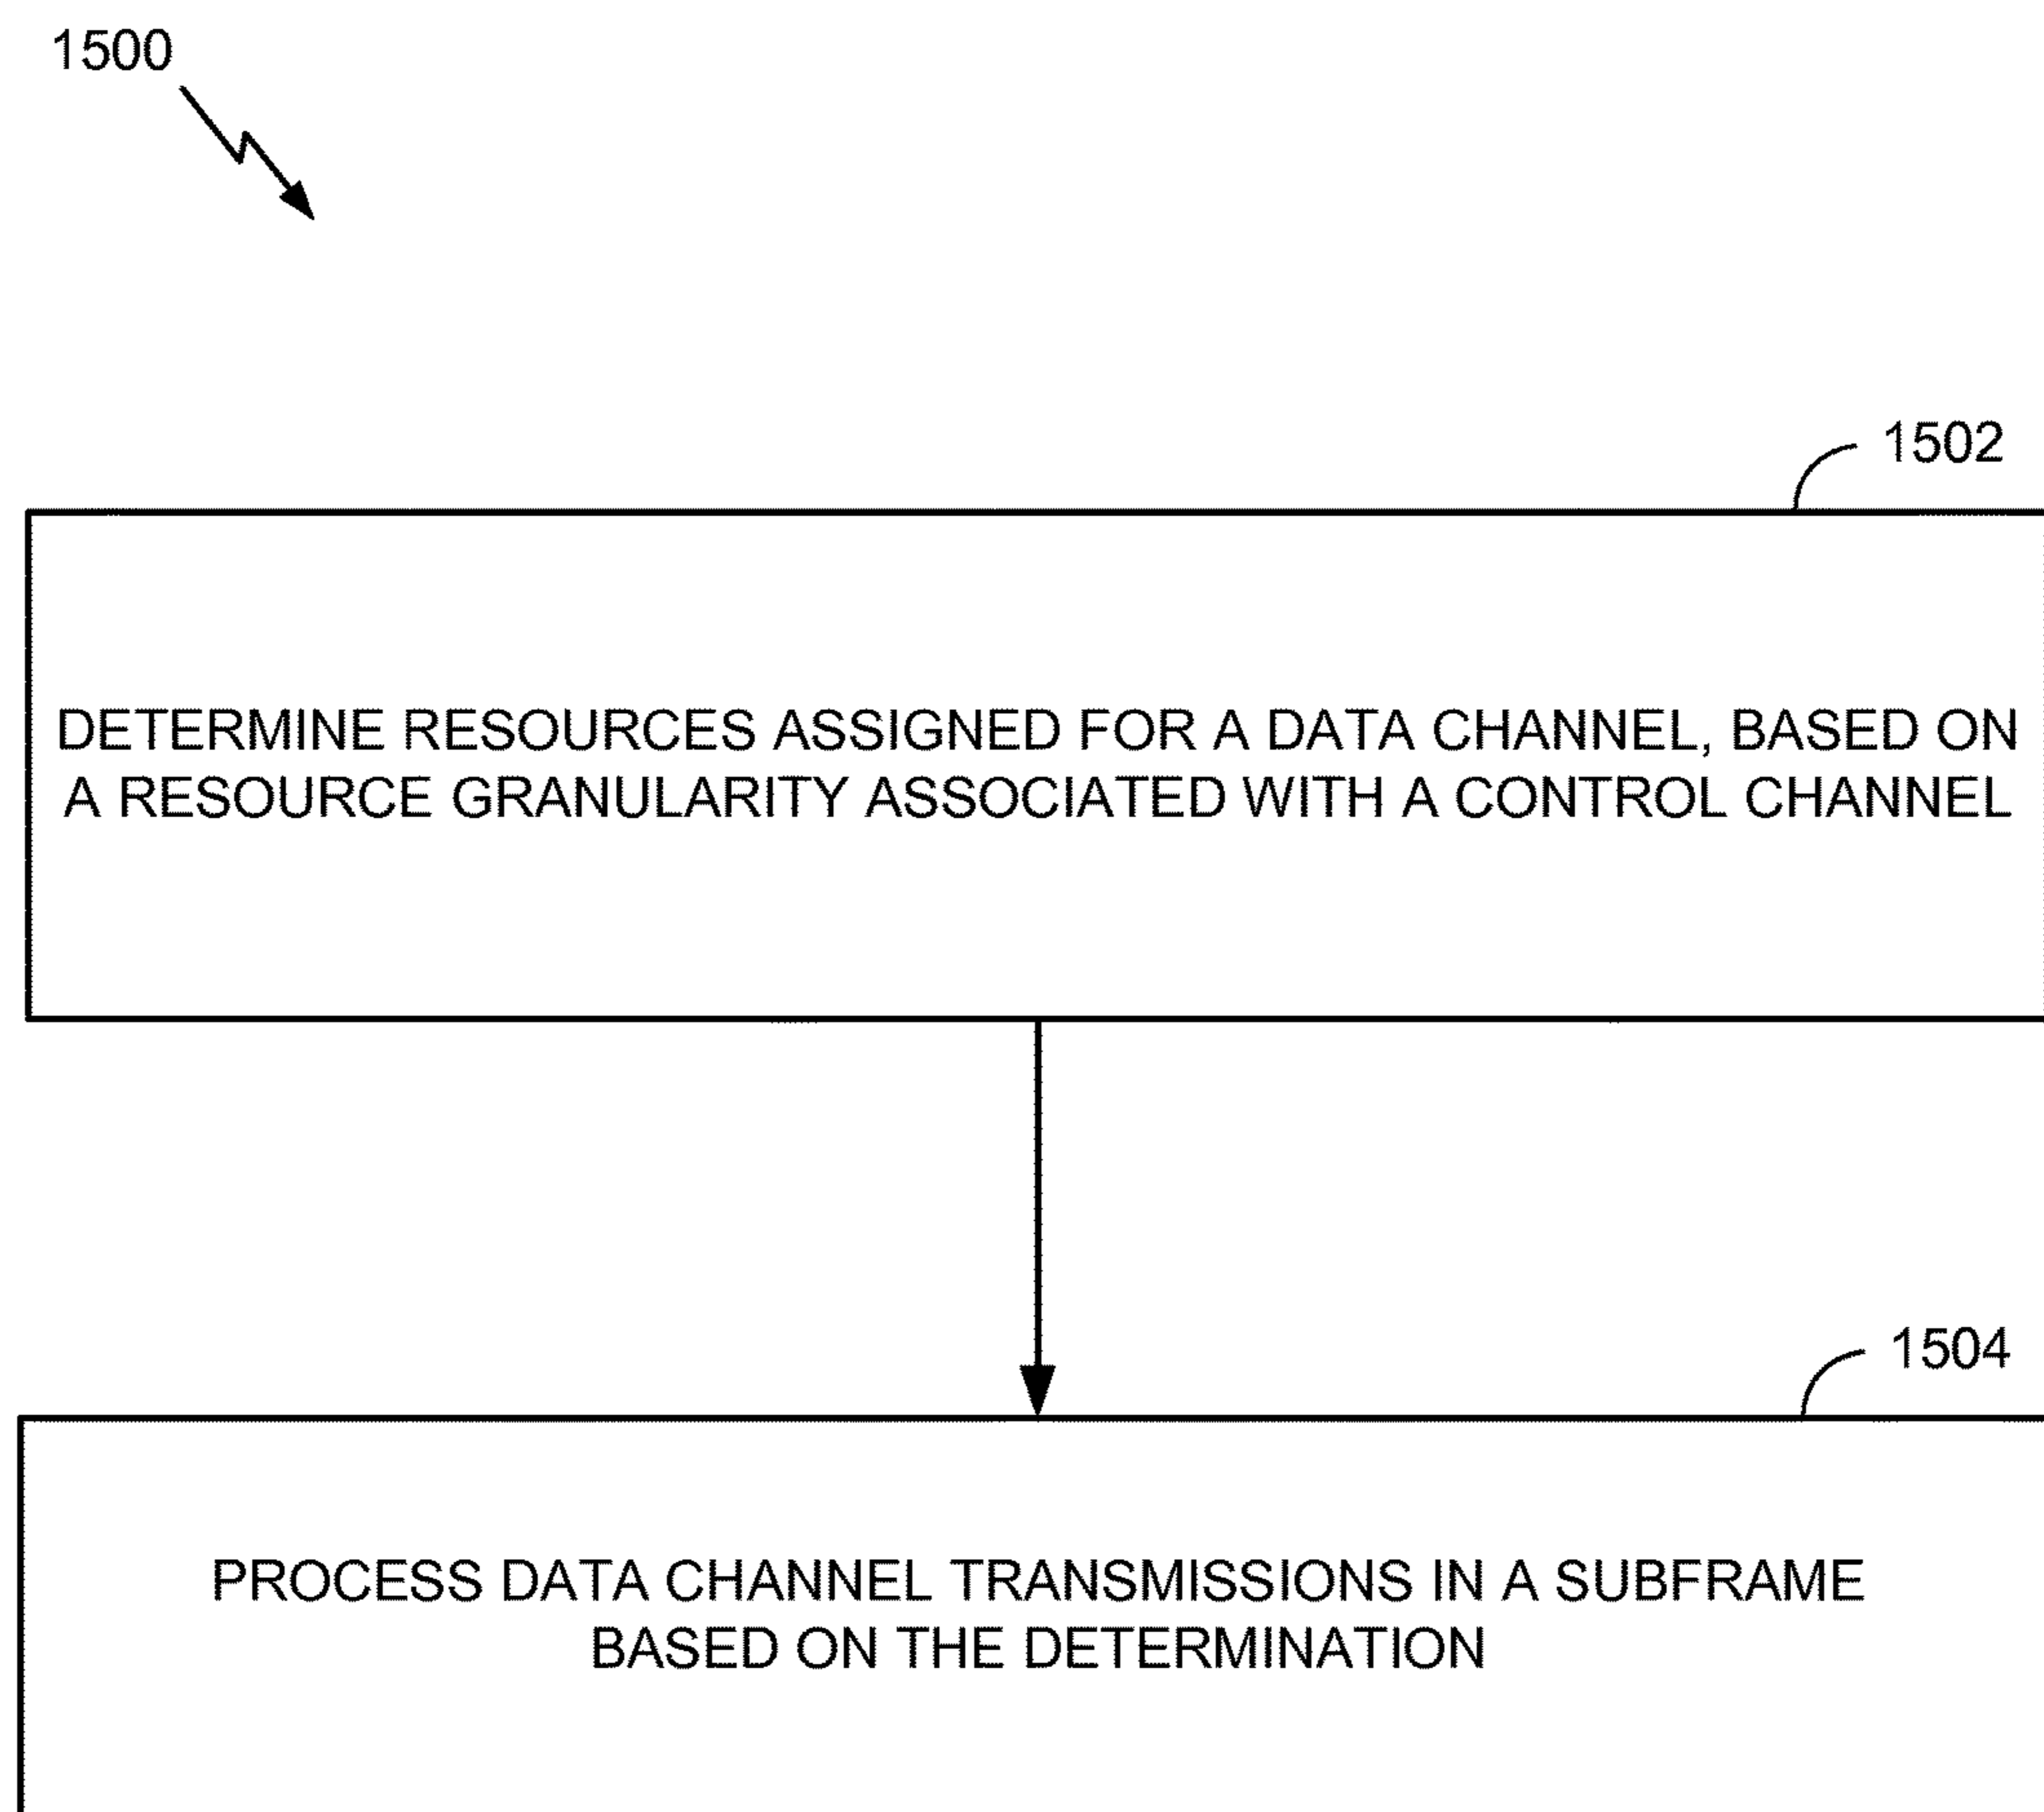 1500
1502
DETERMINE RESOURCES ASSIGNED FOR A DATA CHANNEL, BASED ON
A RESOURCE GRANULARITY ASSOCIATED WITH A CONTROL CHANNEL
1504
PROCESS DATA CHANNEL TRANSMISSIONS IN A SUBFRAME
BASED ON THE DETERMINATION